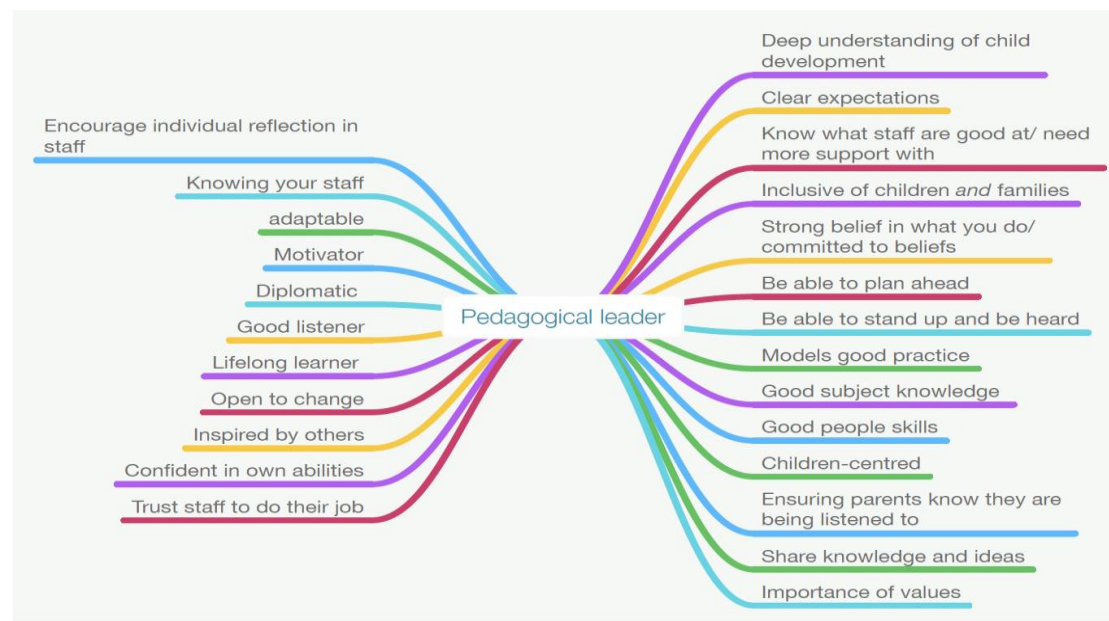 Encourage individual reflection in
staff
Knowing your staff
adaptable
Motivator
Diplomatic
Good listener
Lifelong learner
Open to change
Inspired by others
Confident in own abilities
Trust staff to do their job
Pedagogical leader
Deep understanding of child
development
Clear expectations
Know what staff are good at/ need
more support with
Inclusive of children and families
Strong belief in what you do/
committed to beliefs
Be able to plan ahead
Be able to stand up and be heard
Models good practice
Good subject knowledge
Good people skills
Children-centred
Ensuring parents know they are
being listened to
Share knowledge and ideas
Importance of values